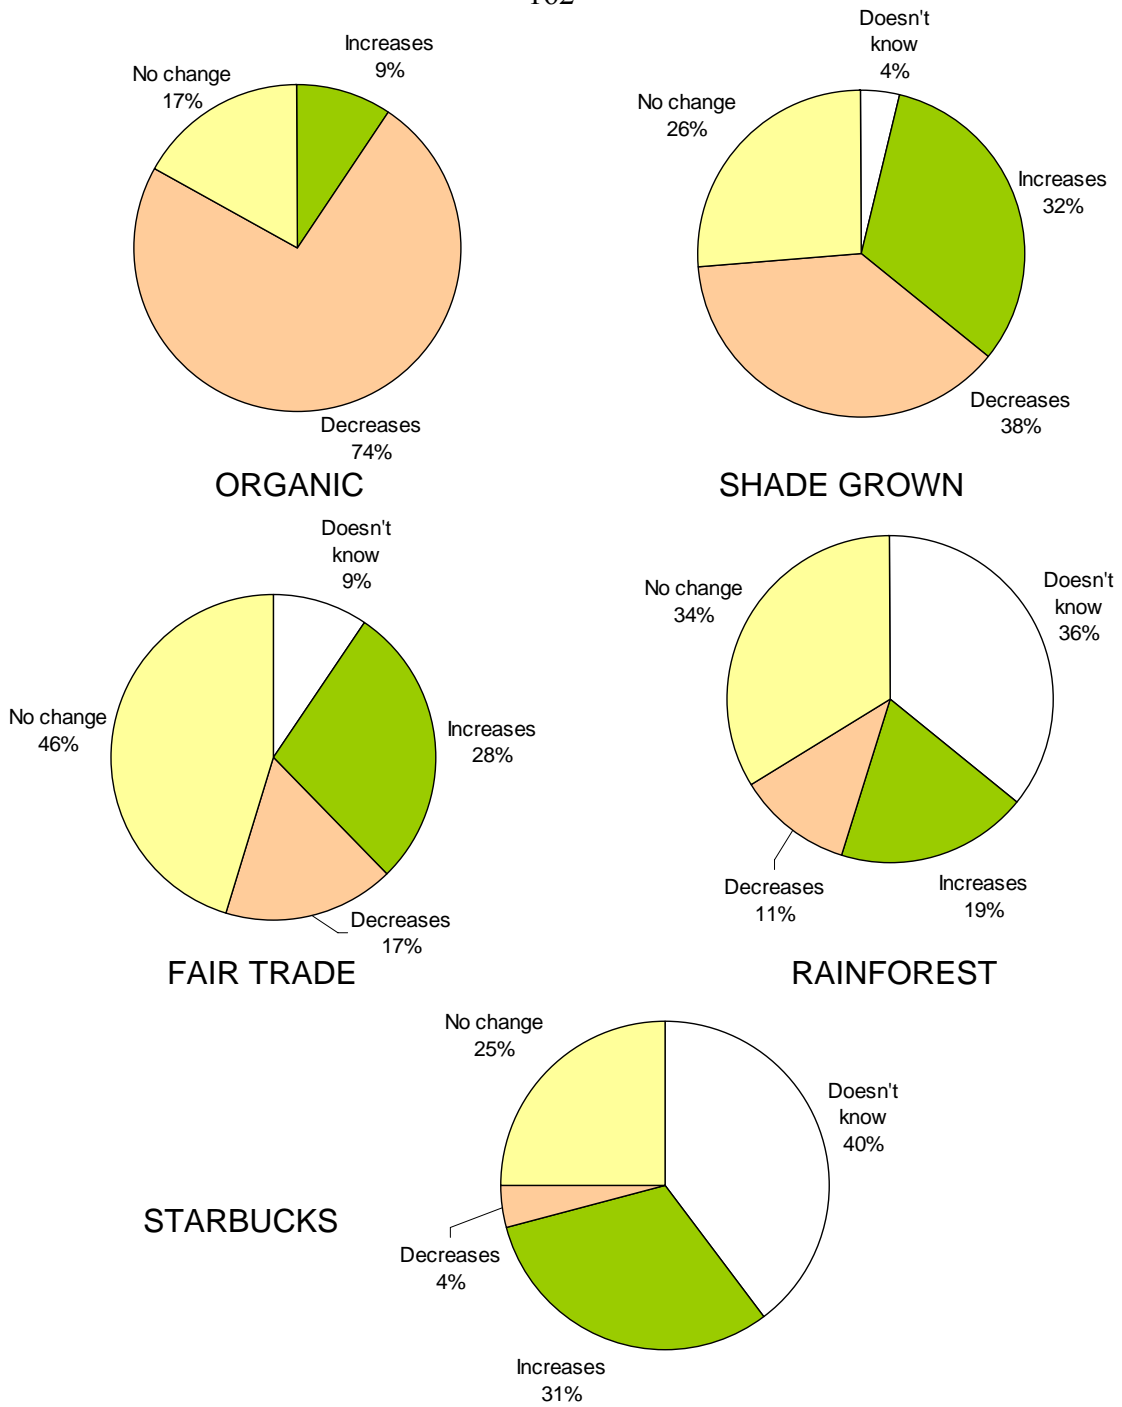 Increases
9%
No change
17%
Decreases
74%
ORGANIC
Doesn't
know
4%
No change
26%
Increases
32%
Decreases
38%
SHADE GROWN
Doesn't
know
9%
No change
46%
Increases
28%
Decreases
17%
FAIR TRADE
No change
34%
Doesn't
know
36%
Decreases
11%
Increases
19%
RAINFOREST
No change
25%
Doesn't
know
40%
STARBUCKS
Decreases
4%
Increases
31%